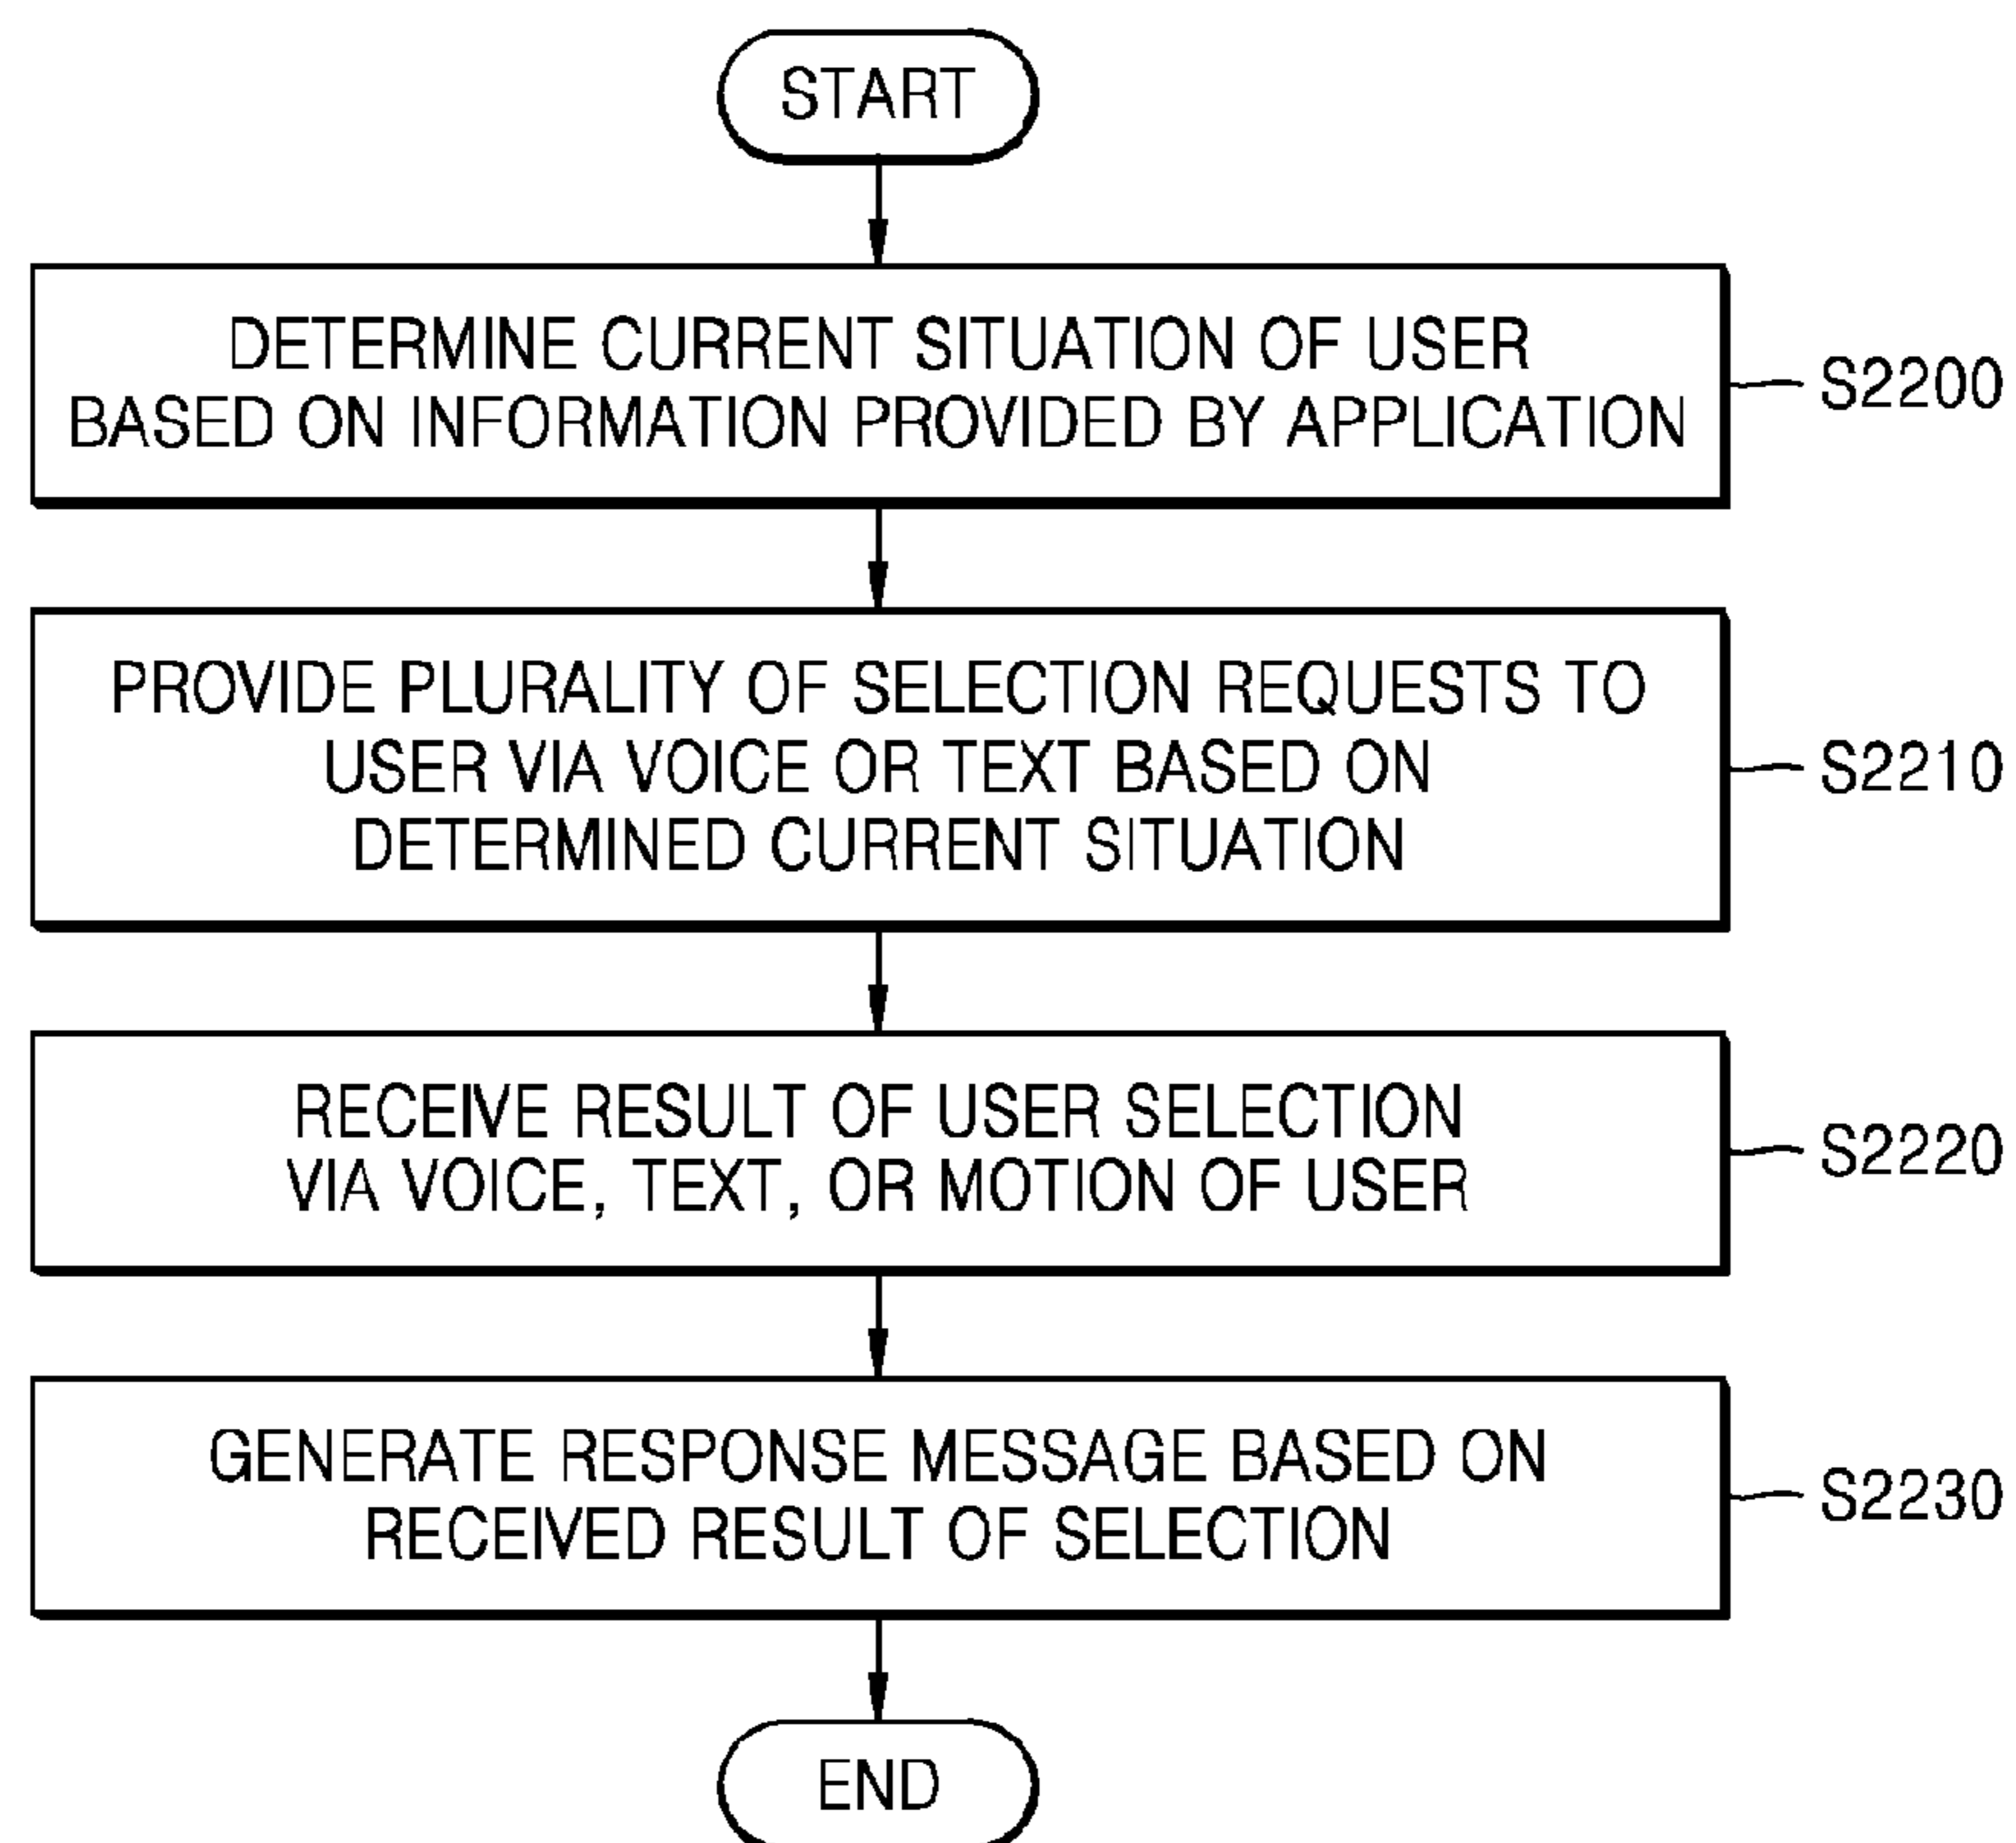 START
DETERMINE CURRENT SITUATION OF USER
BASED ON INFORMATION PROVIDED BY APPLICATION
S2200
PROVIDE PLURALITY OF SELECTION REQUESTS TO
USER VIA VOICE OR TEXT BASED ON
DETERMINED CURRENT SITUATION
S2210
RECEIVE RESULT OF USER SELECTION
VIA VOICE, TEXT, OR MOTION OF USER
S2220
GENERATE RESPONSE MESSAGE BASED ON
RECEIVED RESULT OF SELECTION
S2230
END